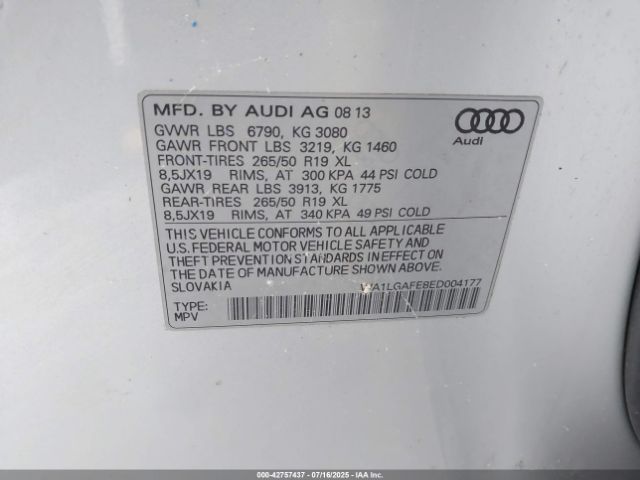 MFD. BY AUDI AG 08 13
GVWR LBS 6790, KG 3080
GAWR FRONT LBS 3219, KG 1460
FRONT-TIRES 265/50 R19 XL
8,5JX19 RIMS, AT 300 KPA 44 PSI COLD
GAWR REAR LBS 3913, KG 1775
REAR-TIRES 265/50 R19 XL
8,5JX19 RIMS, AT 340 KPA 49 PSI COLD
Audi
THIS VEHICLE CONFORMS TO ALL APPLICABLE
U.S. FEDERAL MOTOR VEHICLE SAFETY AND
THEFT PREVENTION STANDARDS IN EFFECT ON
THE DATE OF MANUFACTURE SHOWN ABOVE.
SLOVAKIA
WA1LGAFE8ED004177
TYPE:
MPV
000-42757437 - 07/16/2025 - IAAI.com